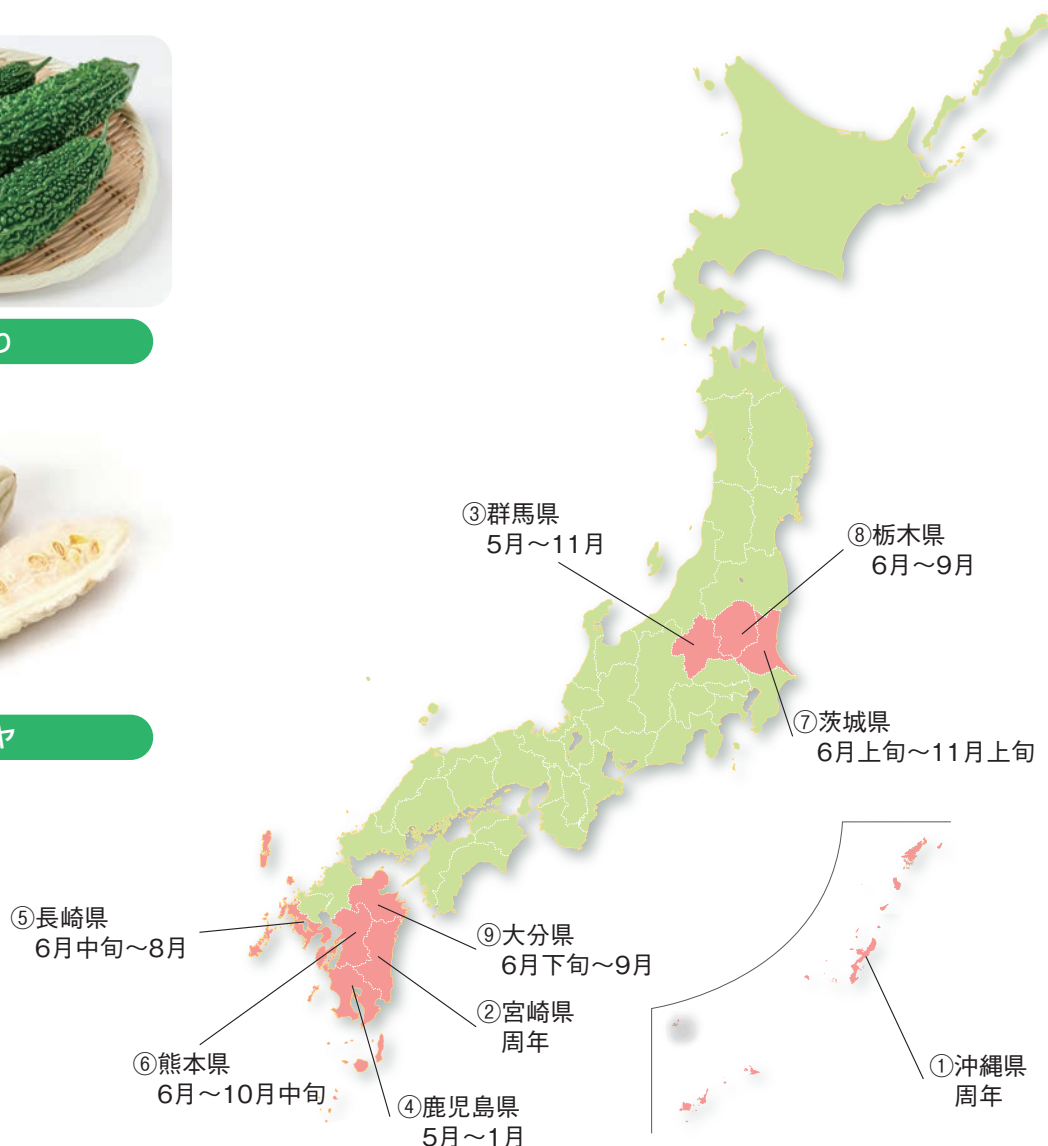 り
ヤ
③群馬県
5月〜11月
⑧栃木県
6月〜9月
⑦茨城県
6月上旬〜11月上旬
⑤長崎県
6月中旬〜8月
⑨大分県
6月下旬〜9月
②宮崎県
周年
⑥熊本県
6月〜10月中旬
④鹿児島県
5月〜1月
①沖縄県
周年